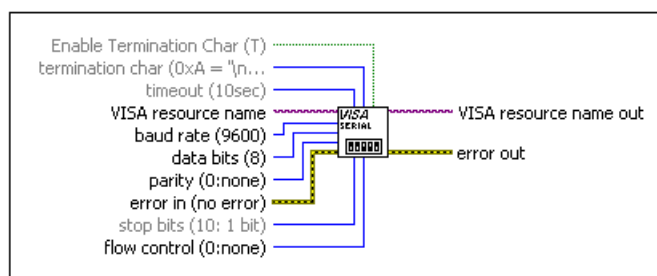 Enable Termination Char (T)
termination char (0xA = "\n...
timeout (10sec)
VISA resource name
baud rate (9600)
data bits (8)
parity (0:none)
error in (no error)
stop bits (10: 1 bit)
flow control (0:none)
VISA
SERIAL
VISA resource name out
error out